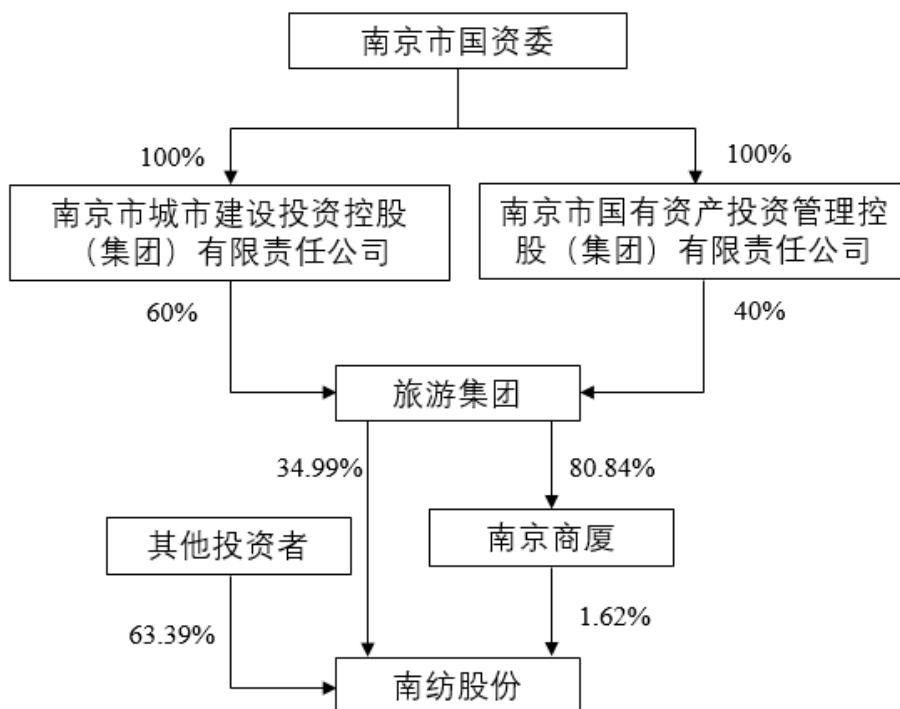 南京市国资委
100%
100%
南京市城市建设投资控股
（集团）有限责任公司
南京市国有资产投资管理控
股（集团）有限责任公司
60%
40%
旅游集团
34.99%
80.84%
其他投资者
南京商厦
63.39%
1.62%
南纺股份